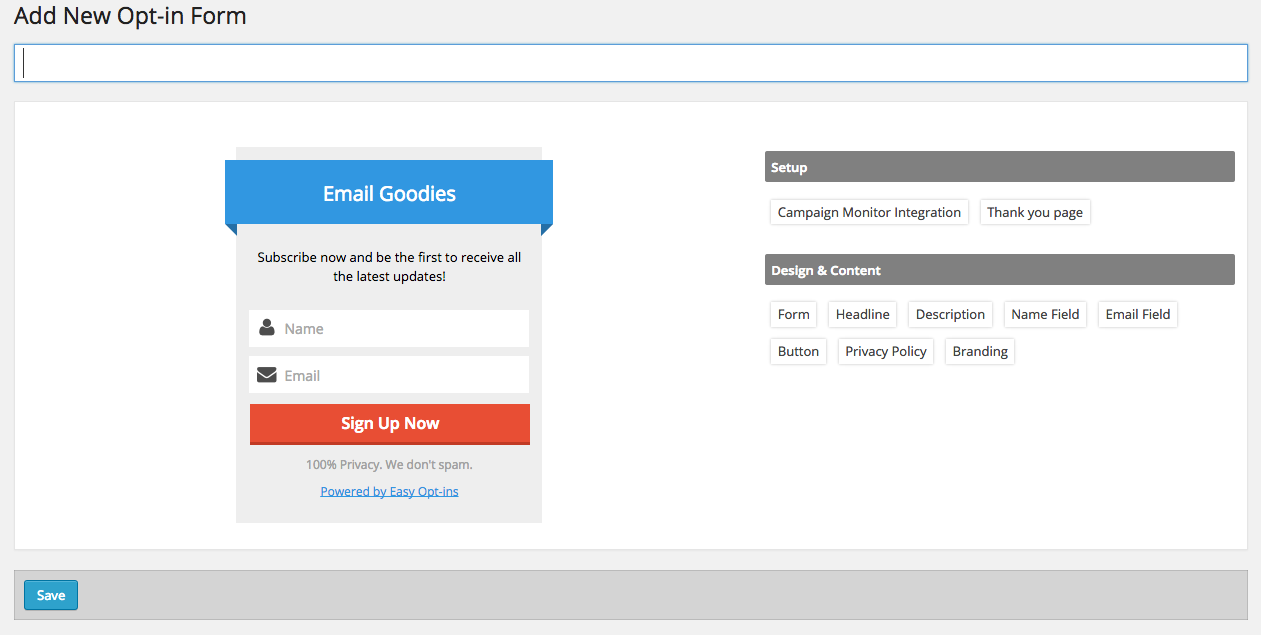 Add New Opt-in Form
Email Goodies
Subscribe now and be the first to receive all
the latest updates!
Name
Email
Sign Up Now
100% Privacy. We don't spam.
Powered by Easy Opt-ins
Setup
Campaign Monitor Integration Thank you page
Design & Content
Form Headline Description Name Field Email Field
Button Privacy Policy Branding
Save